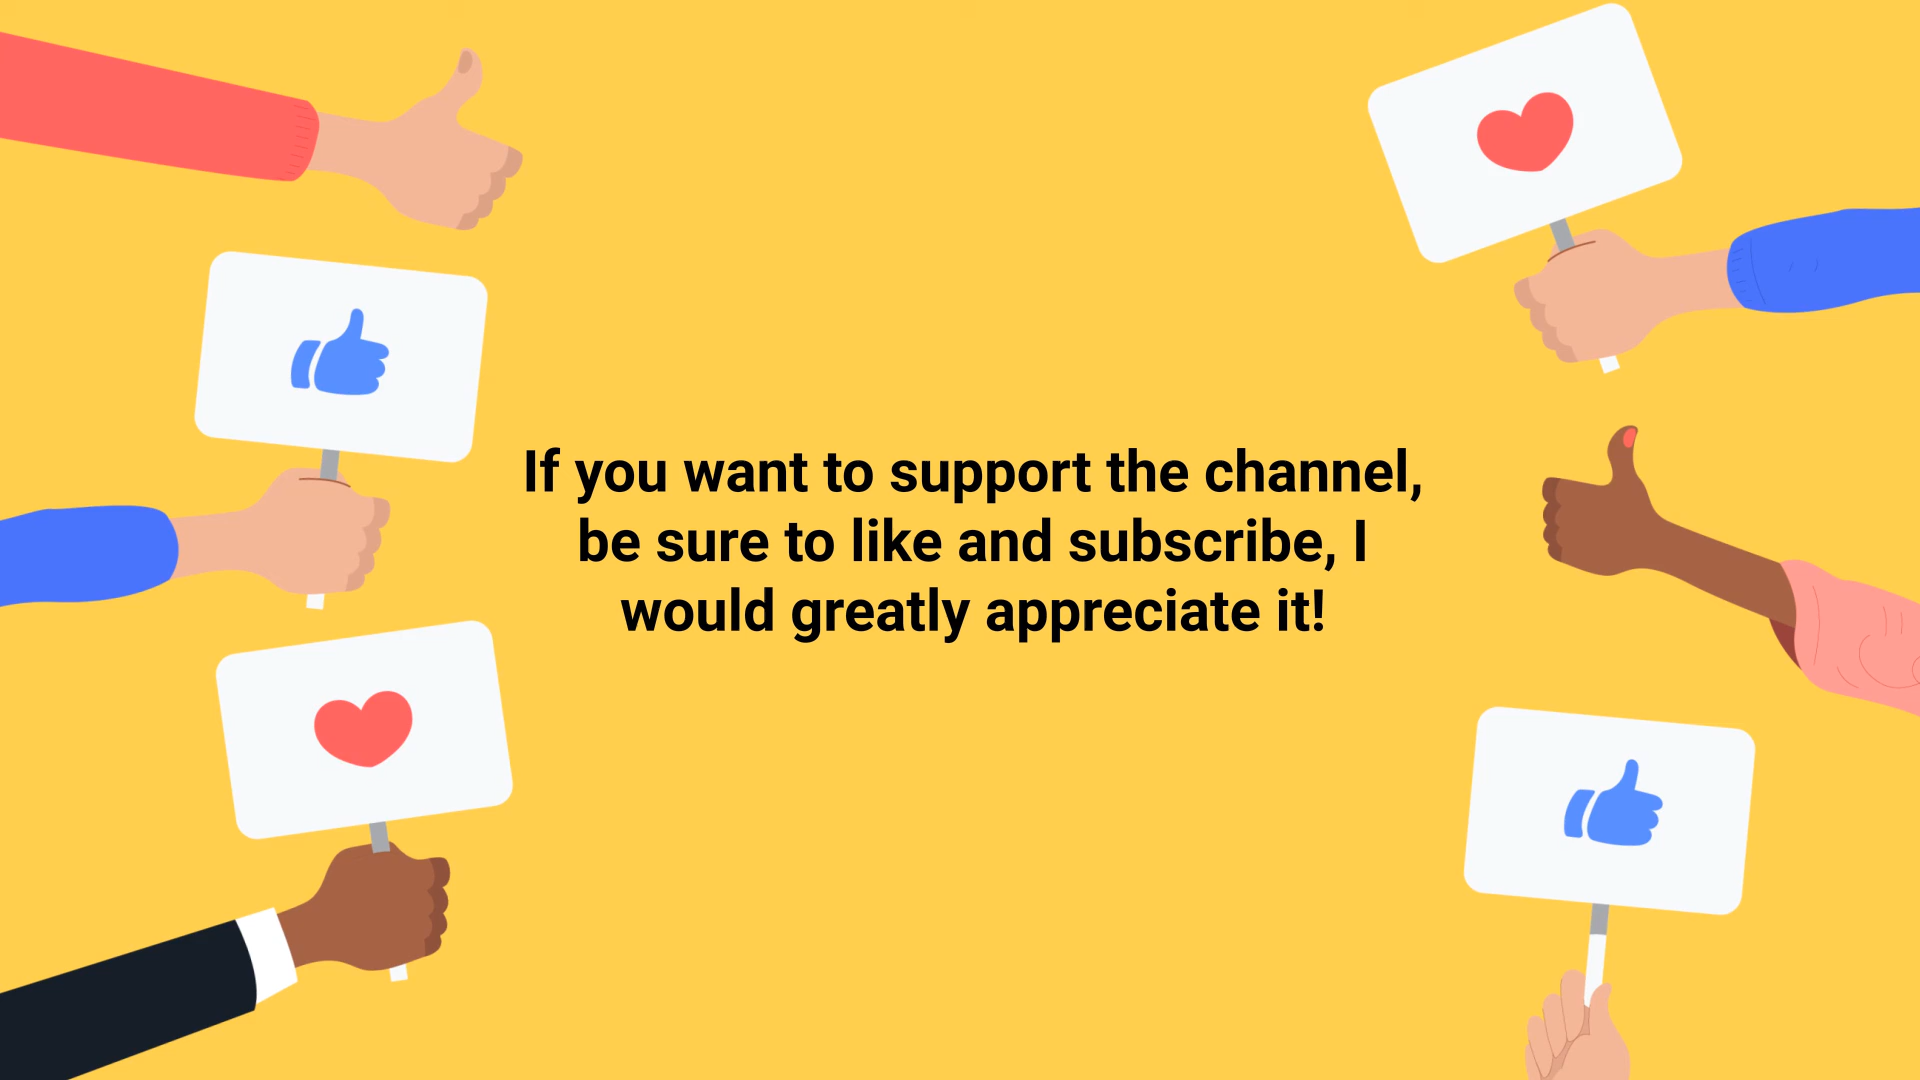 If you want to support the channel,
be sure to like and subscribe, I
would greatly appreciate it!